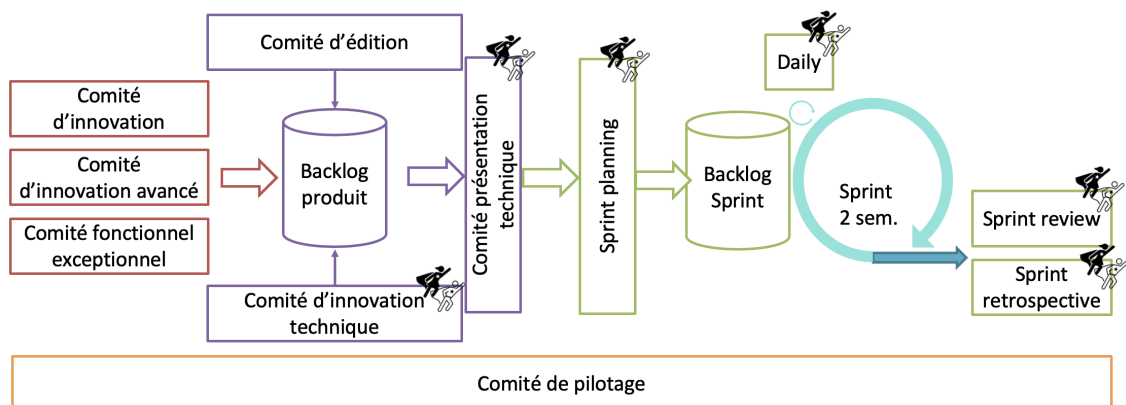 Comité d'édition
Daily
Comité
d'innovation
Comité
d'innovation avancé
Comité fonctionnel
exceptionnel
Backlog
produit
Comité d'innovation
technique
Comité présentation
technique
Sprint planning
Backlog
Sprint
Sprint
2 sem.
Sprint review
Sprint
retrospective
Comité de pilotage